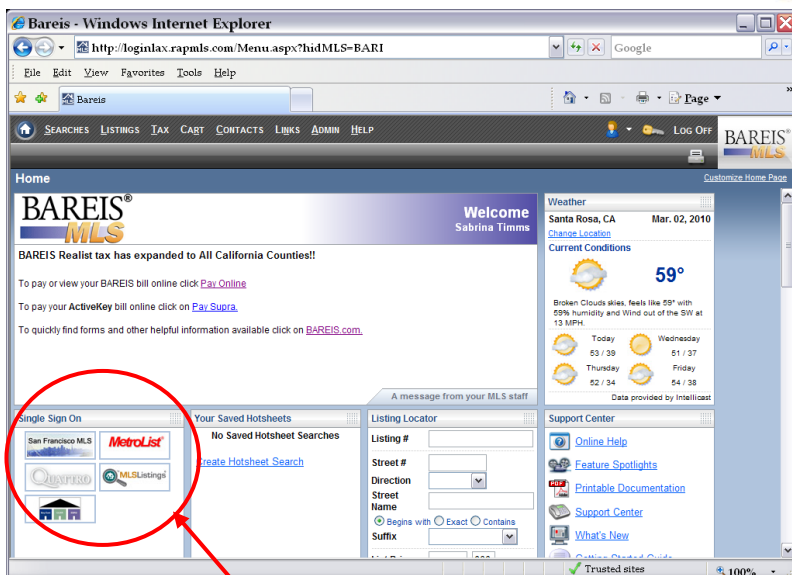 Bareis - Windows Internet Explorer
http://loginlax.rapmls.com/Menu.aspx?hidMLS=BARI
Google
File Edit View Favorites Tools Help
Bareis
Page
»
SEARCHES LISTINGS TAX CART CONTACTS LINKS ADMIN HELP
LOG OFF
BAREIS®
MLS
Home
Customize Home Page
BAREIS®
MLS
Welcome
Sabrina Timms
BAREIS Realist tax has expanded to All California Counties!!
To pay or view your BAREIS bill online click Pay Online
To pay your ActiveKey bill online click on Pay Supra.
To quickly find forms and other helpful information available click on BAREIS.com.
A message from your MLS staff
Weather
Santa Rosa, CA Mar. 02, 2010
Change Location
Current Conditions
59°
Broken Clouds skies, feels like 59° with
59% humidity and Wind out of the SW at
13 MPH.
Today
53 / 39
Wednesday
51 / 37
Thursday
52 / 34
Friday
54 / 38
Data provided by Intellicast
Single Sign On
San Francisco MLS
MetroList®
QUATTRO
MLSListings
Your Saved Hotsheets
No Saved Hotsheet Searches
Create Hotsheet Search
Listing Locator
Listing #
Street #
Direction
Street
Name
Begins with Exact Contains
Suffix
Support Center
Online Help
Feature Spotlights
PDF
Printable Documentation
Support Center
What's New
Getting Started Guide
Trusted sites
100%